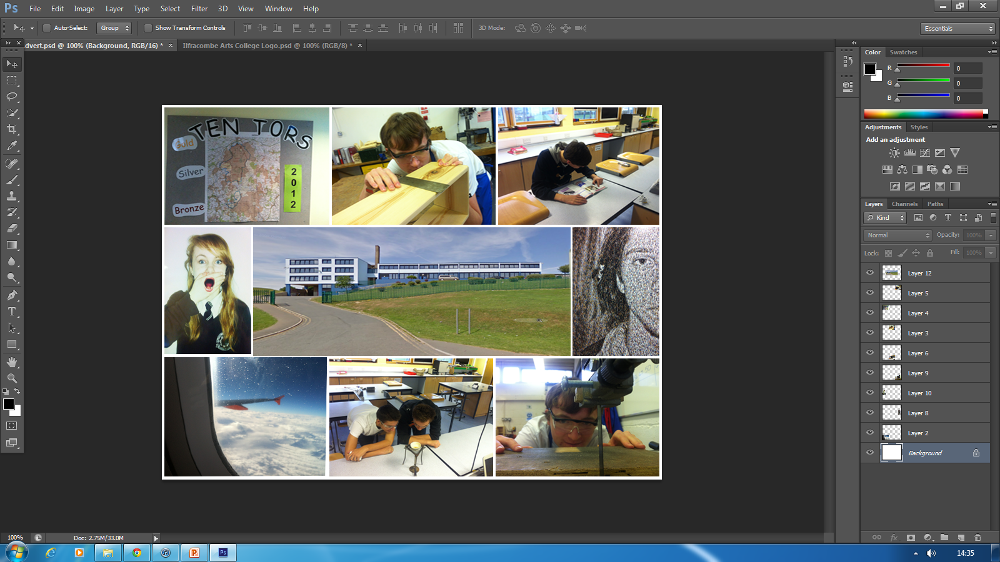 Ps File Edit Image Layer Type Select Filter 3D View Window Help
Auto-Select: Group Show Transform Controls 3D Mode: Essentials
dvert.psd @ 100% (Background, RGB/16) * × Ilfracombe Arts College Logo.psd @ 100% (RGB/8) * ×
Color Swatches
R 0
G 0
B 0
Adjustments Styles
Add an adjustment
Layers Channels Paths
Kind
Normal Opacity: 100%
Lock: Fill: 100%
Layer 12
Layer 5
Layer 4
Layer 3
Layer 6
Layer 9
Layer 10
Layer 8
Layer 2
Background
TEN TORS
Gold
Silver
Bronze
2
0
1
2
T
100% Doc: 2.75M/33.0M
fx
Ps
14:35